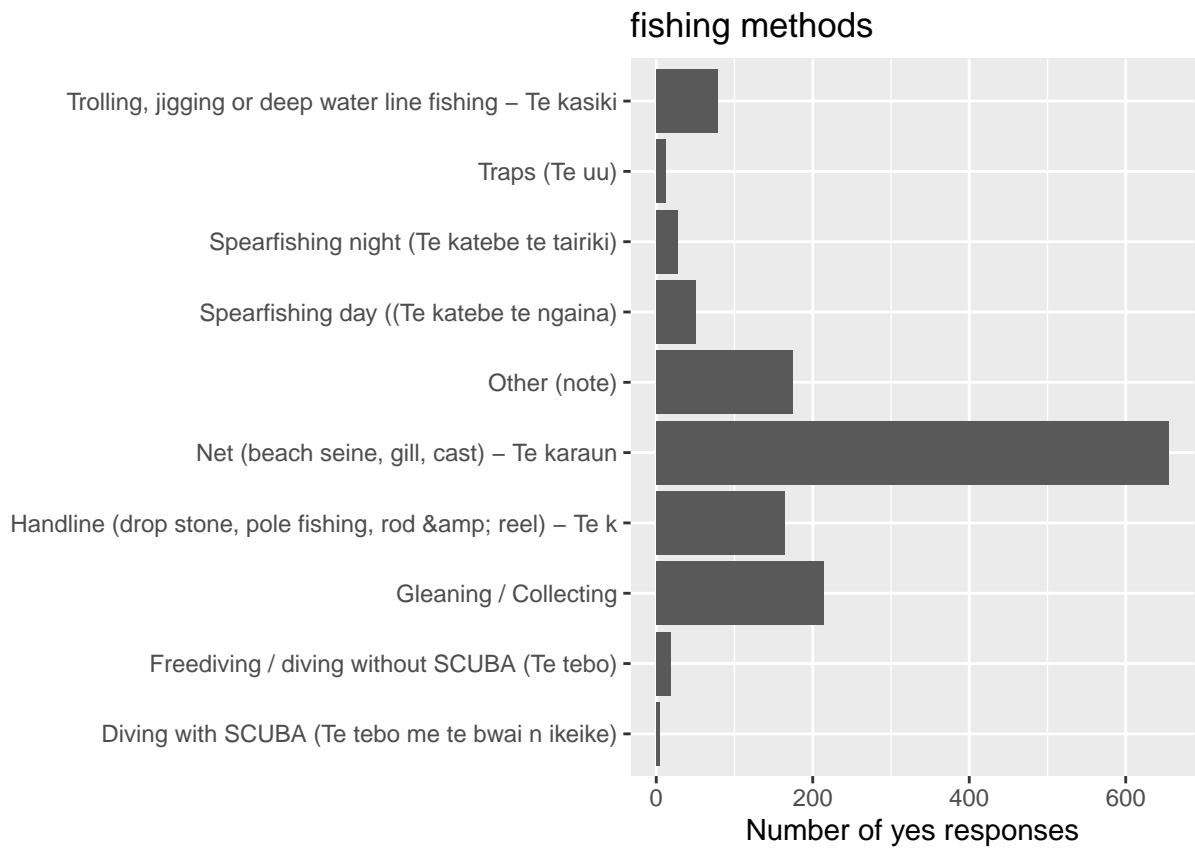 fishing methods
Trolling, jigging or deep water line fishing – Te kasiki
Traps (Te uu)
Spearfishing night (Te katebe te tairiki)
Spearfishing day ((Te katebe te ngaina)
Other (note)
Net (beach seine, gill, cast) – Te karaun
Handline (drop stone, pole fishing, rod &amp; reel) – Te k
Gleaning / Collecting
Freediving / diving without SCUBA (Te tebo)
Diving with SCUBA (Te tebo me te bwai n ikeike)
0 200 400 600
Number of yes responses